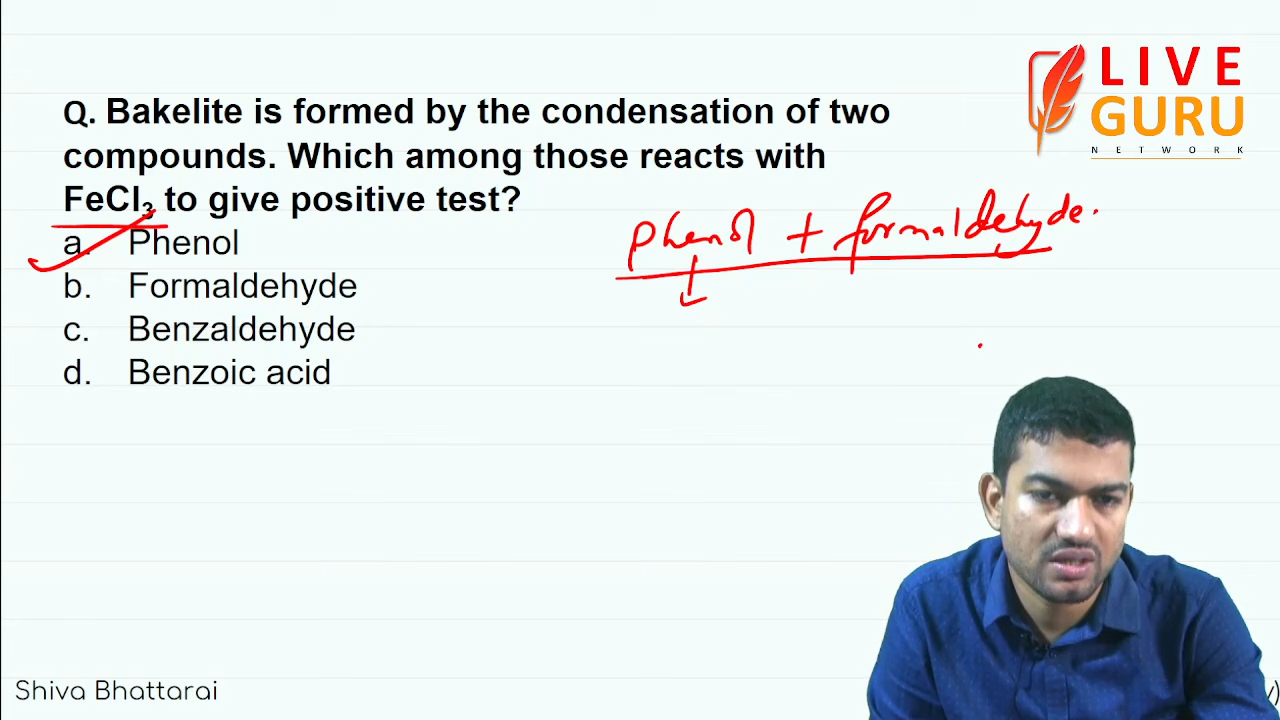 LIVE
GURU
NETWORK
Q. Bakelite is formed by the condensation of two
compounds. Which among those reacts with
FeCl₃ to give positive test?
a. Phenol
b. Formaldehyde
c. Benzaldehyde
d. Benzoic acid
Phenol + formaldehyde.
Shiva Bhattarai